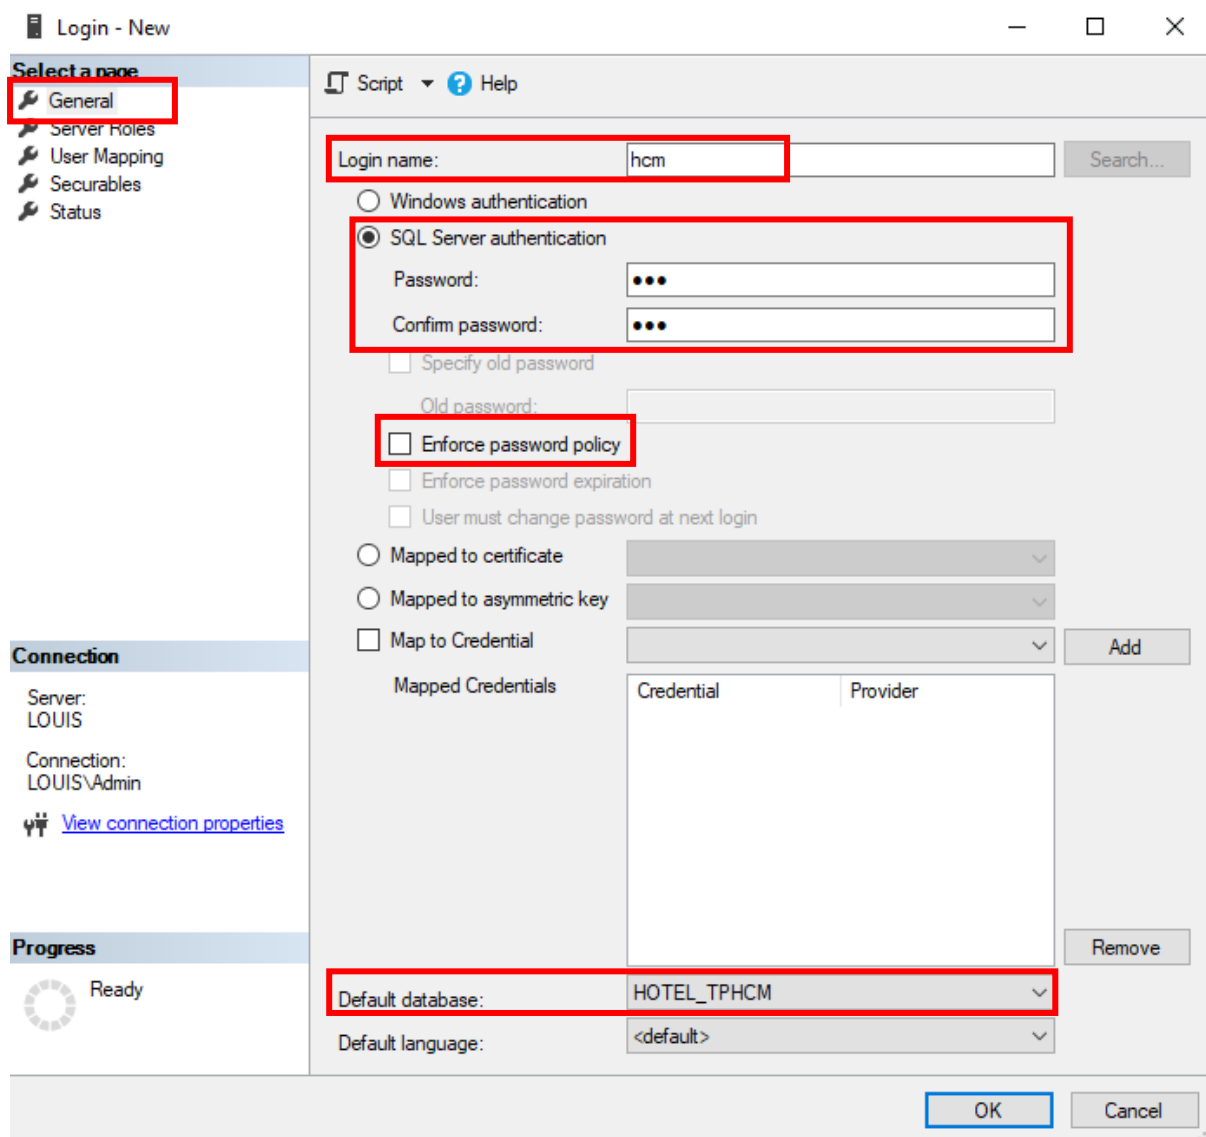 Login - New
Select a page
General
Server Roles
User Mapping
Securables
Status
Script
Help
Login name:
hcm
Search...
Windows authentication
SQL Server authentication
Password:
●●●
Confirm password:
●●●
Specify old password
Old password:
Enforce password policy
Enforce password expiration
User must change password at next login
Mapped to certificate
Mapped to asymmetric key
Map to Credential
Add
Mapped Credentials
Credential
Provider
Remove
Default database:
HOTEL_TPHCM
Default language:
<default>
Connection
Server:
LOUIS
Connection:
LOUIS\Admin
View connection properties
Progress
Ready
OK
Cancel